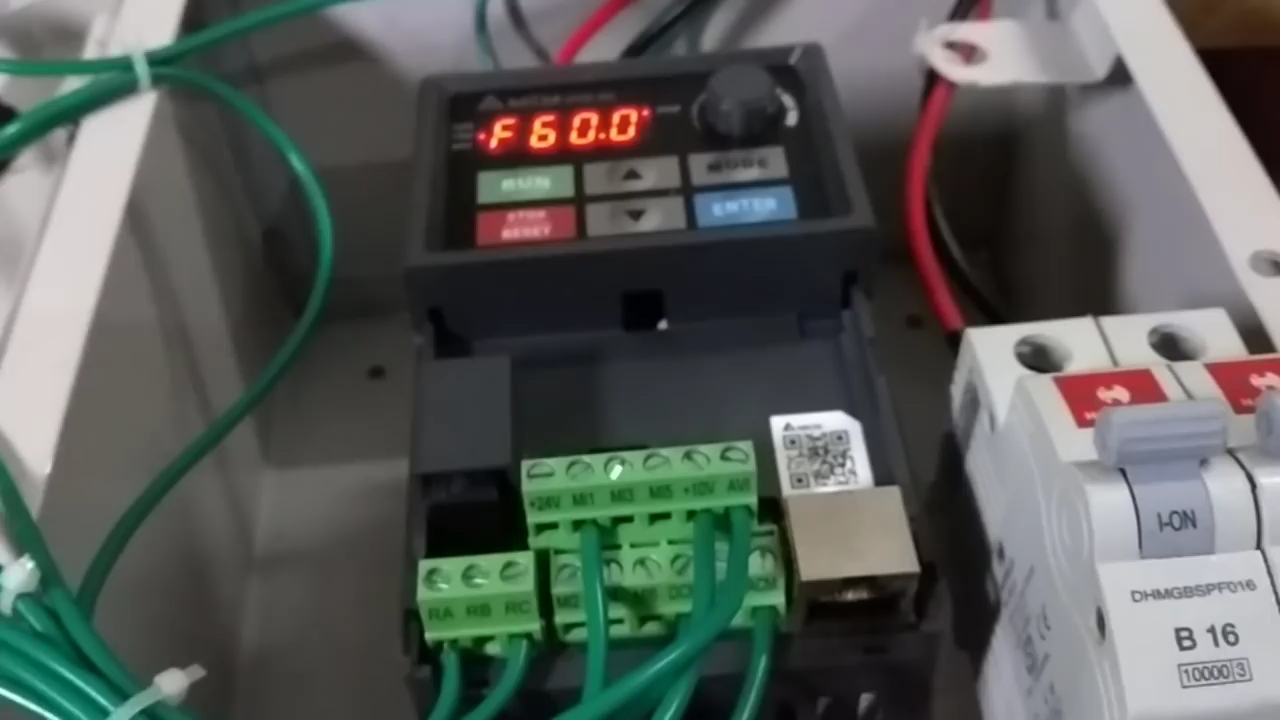 F60.0
RUN
MODE
STOP
RESET
ENTER
+24V MI1 MI3 MI5 +10V AVI
RA RB RC
I-ON
DHMGBSPF016
B 16
10000 3